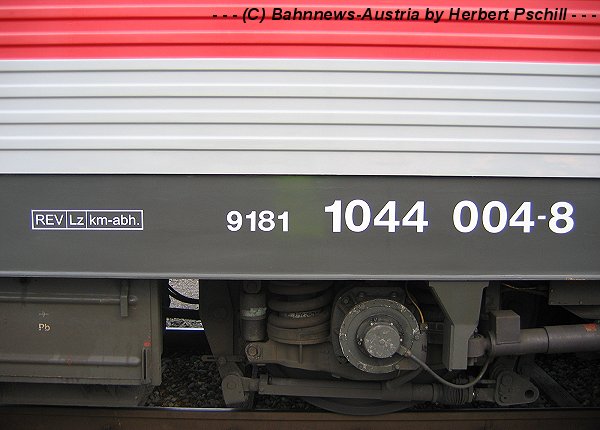 - - - (C) Bahnnews-Austria by Herbert Pschill - - -
REV Lz km-abh. 9181 1044 004-8
Pb